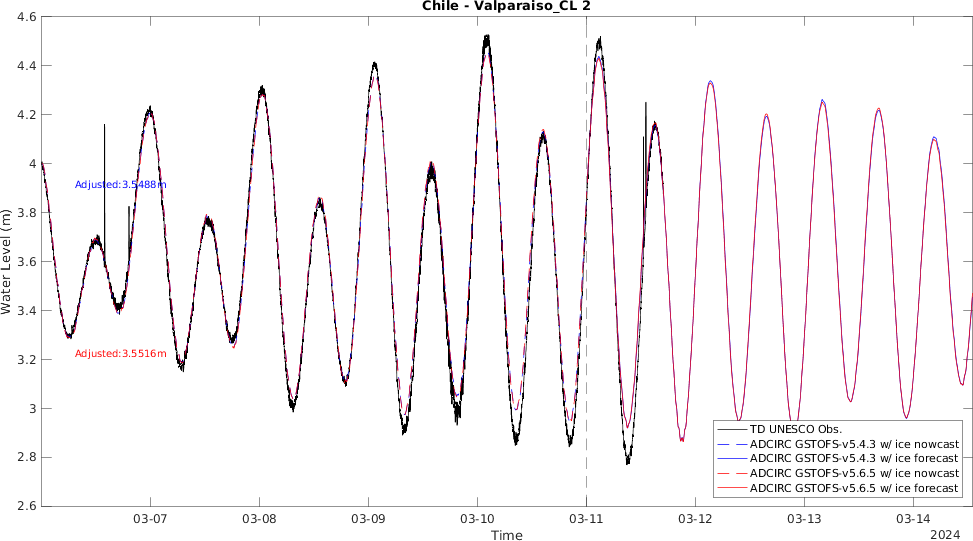 Chile - Valparaiso_CL 2
4.6
4.4
4.2
4
3.8
3.6
3.4
3.2
3
2.8
2.6
Water Level (m)
Adjusted:3.5488m
Adjusted:3.5516m
TD UNESCO Obs.
ADCIRC GSTOFS-v5.4.3 w/ ice nowcast
ADCIRC GSTOFS-v5.4.3 w/ ice forecast
ADCIRC GSTOFS-v5.6.5 w/ ice nowcast
ADCIRC GSTOFS-v5.6.5 w/ ice forecast
03-07 03-08 03-09 03-10 03-11 03-12 03-13 03-14
Time
2024